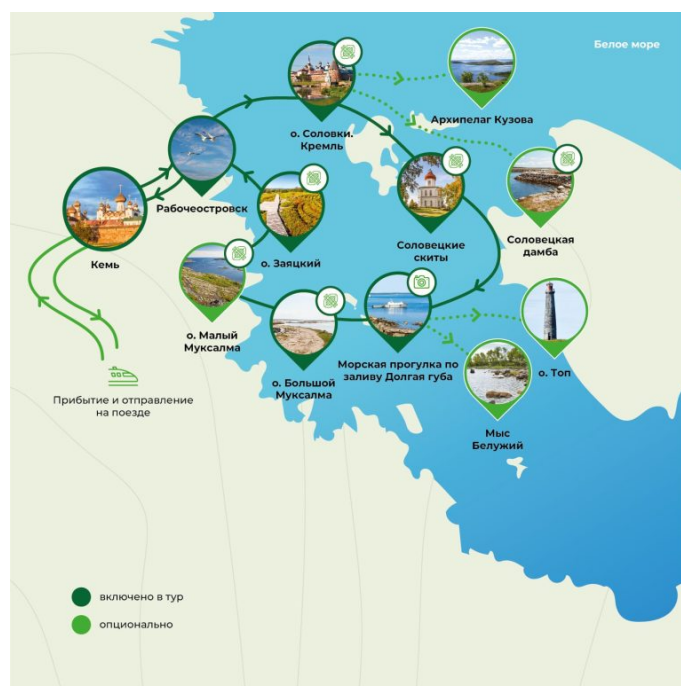 Белое море
Архипелаг Кузова
о. Соловки.
Кремль
Рабочеостровск
Соловецкая
дамба
Соловецкие
скиты
Кемь
о. Заяцкий
о. Малый
Муксалма
о. Большой
Муксалма
Морская прогулка по
заливу Долгая губа
о. Топ
Мыс
Белужий
Прибытие и отправление
на поезде
включено в тур
опционально